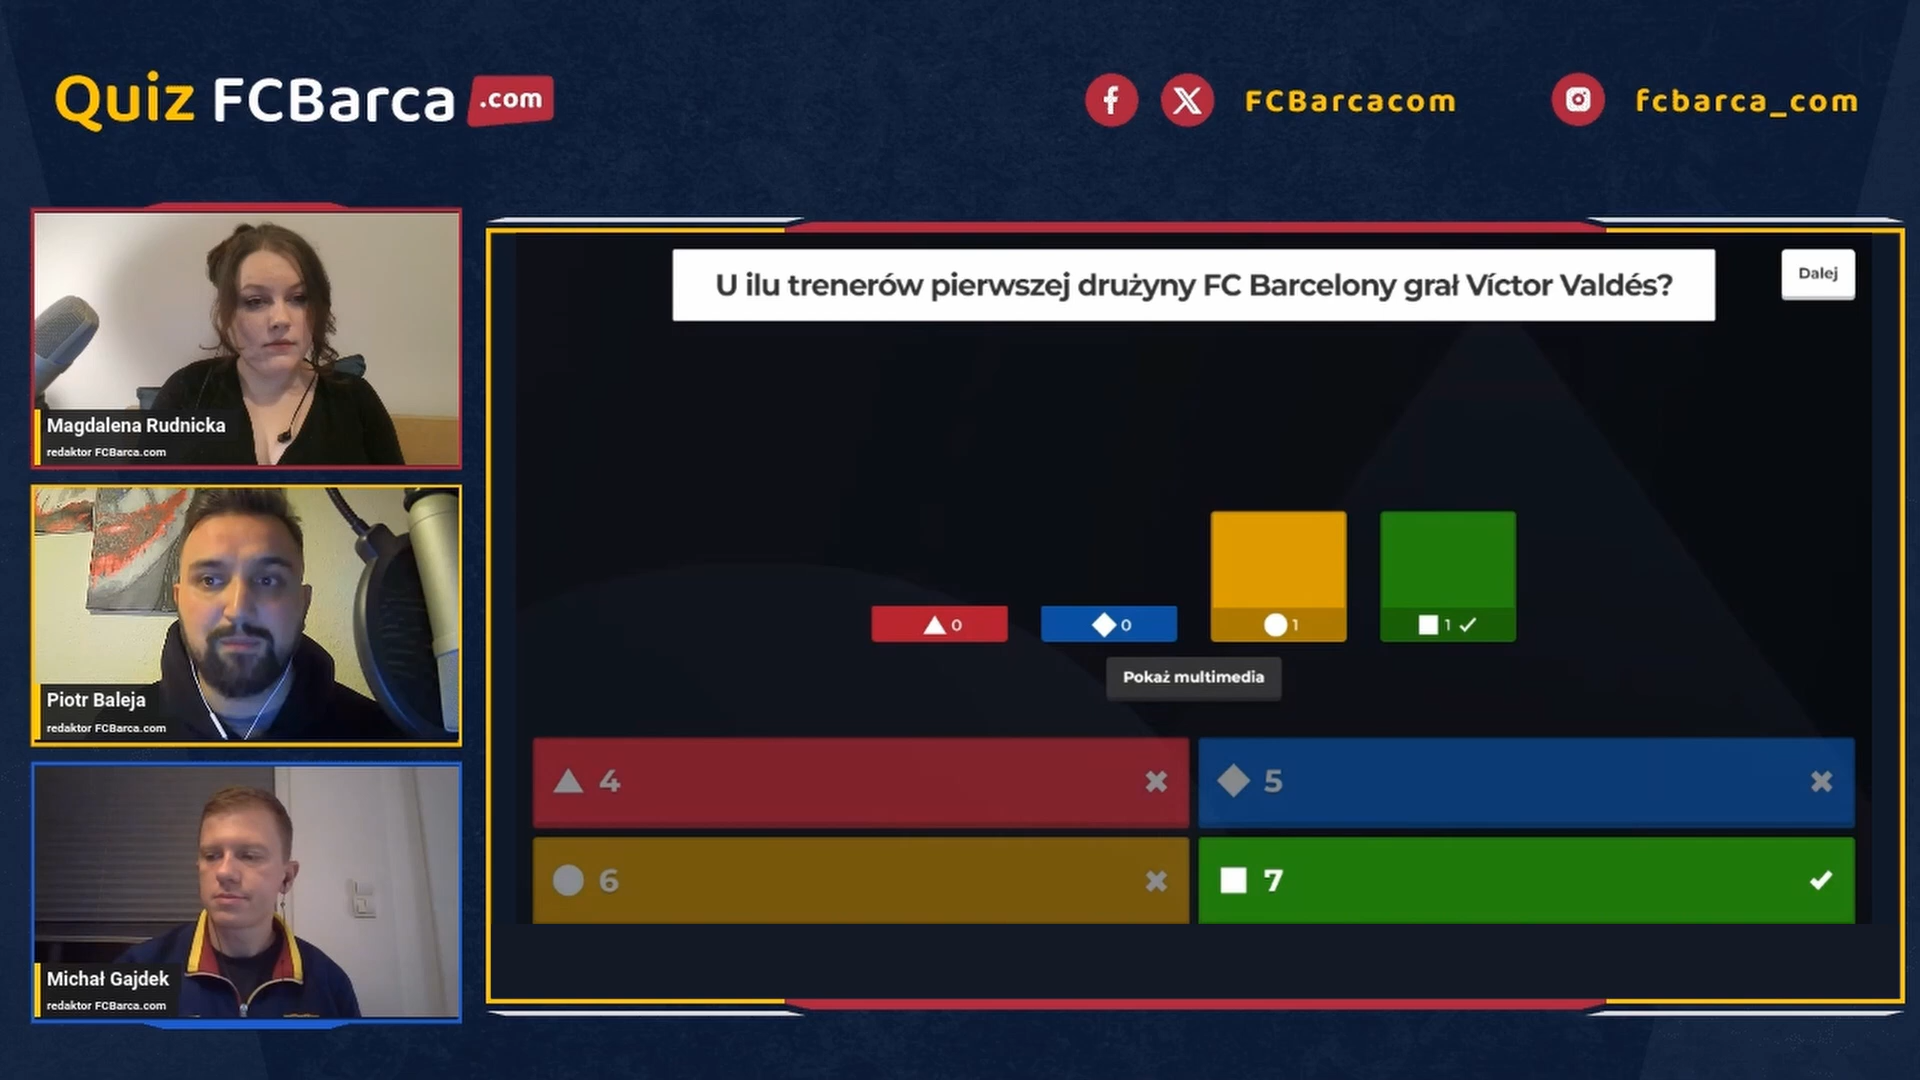 Quiz FCBarca .com
FCBarcacom
fcbarca_com
Magdalena Rudnicka
redaktor FCBarca.com
Piotr Baleja
redaktor FCBarca.com
Michał Gajdek
redaktor FCBarca.com
U ilu trenerów pierwszej drużyny FC Barcelony grał Víctor Valdés?
Dalej
0
0
1
1
Pokaż multimedia
4
5
6
7